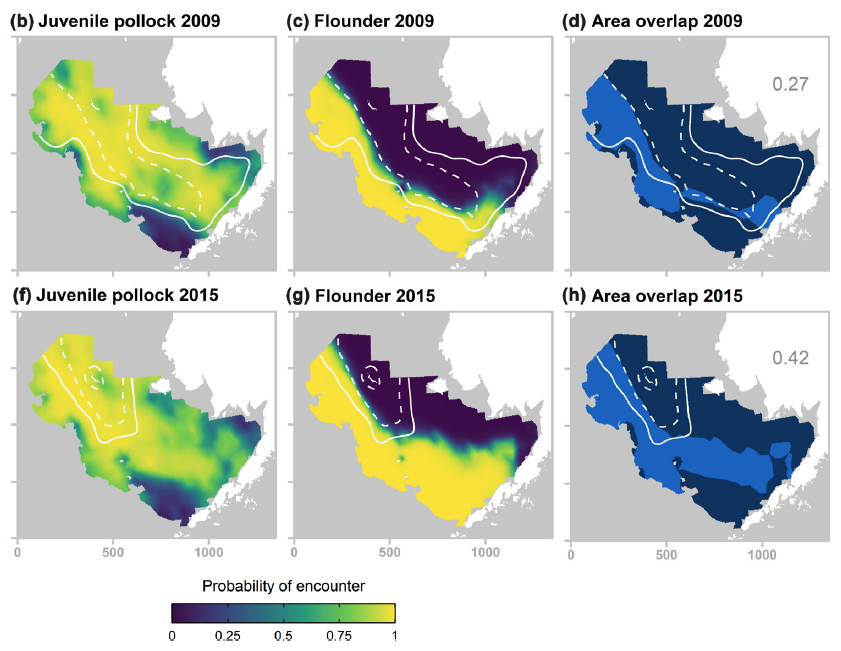 (b) Juvenile pollock 2009
(c) Flounder 2009
(d) Area overlap 2009
0.27
(f) Juvenile pollock 2015
(g) Flounder 2015
(h) Area overlap 2015
0.42
0 500 1000
0 500 1000
0 500 1000
Probability of encounter
0 0.25 0.5 0.75 1